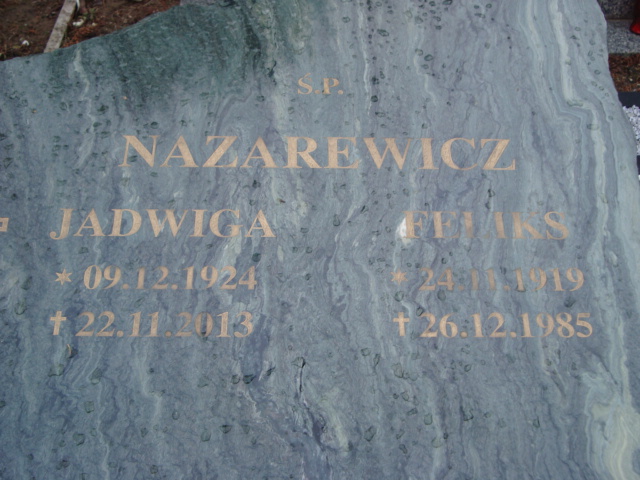 Ś.P.
NAZAREWICZ
JADWIGA FELIKS
* 09.12.1924 * 24.11.1919
✝ 22.11.2013 ✝ 26.12.1985